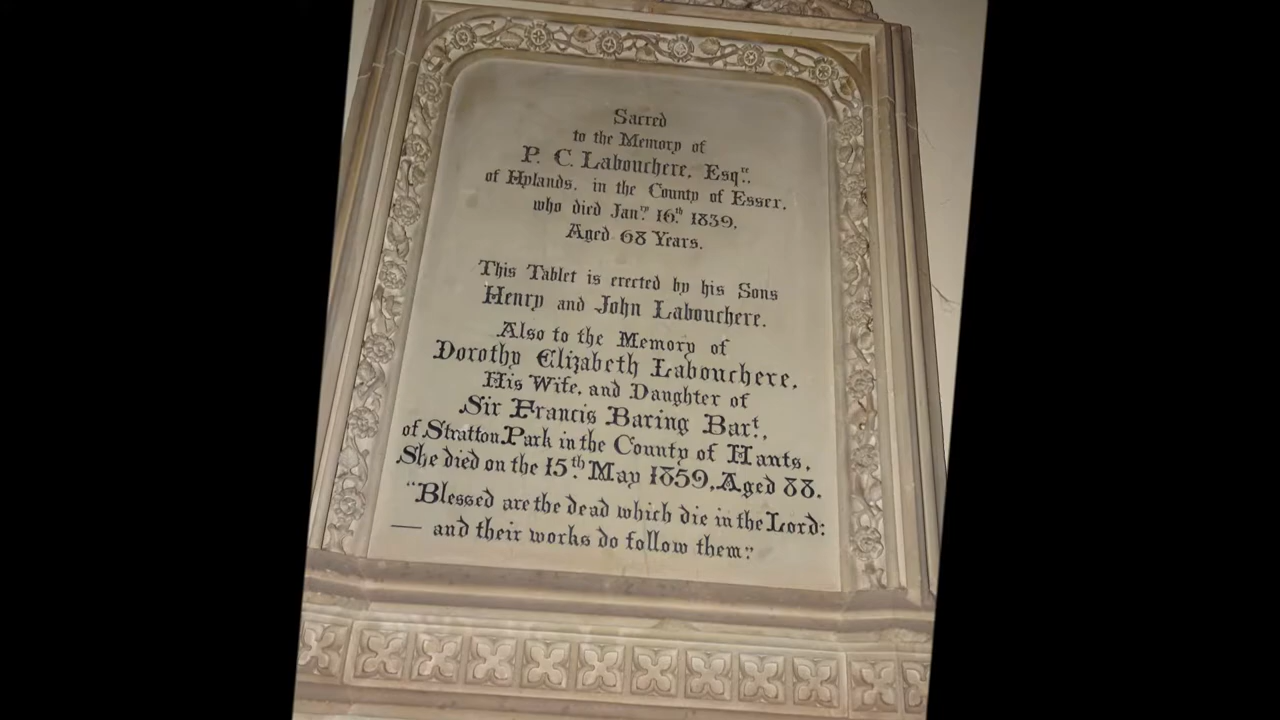 Sacred
to the Memory of
P. C. Labouchere, Esqre.
of Hylands, in the County of Essex,
who died Jany. 16th. 1839,
Aged 68 Years.
This Tablet is erected by his Sons
Henry and John Labouchere.
Also to the Memory of
Dorothy Elizabeth Labouchere,
His Wife, and Daughter of
Sir Francis Baring Bart.,
of Stratton Park in the County of Hants,
She died on the 15th. May 1859, Aged 88.
"Blessed are the dead which die in the Lord:
— and their works do follow them."